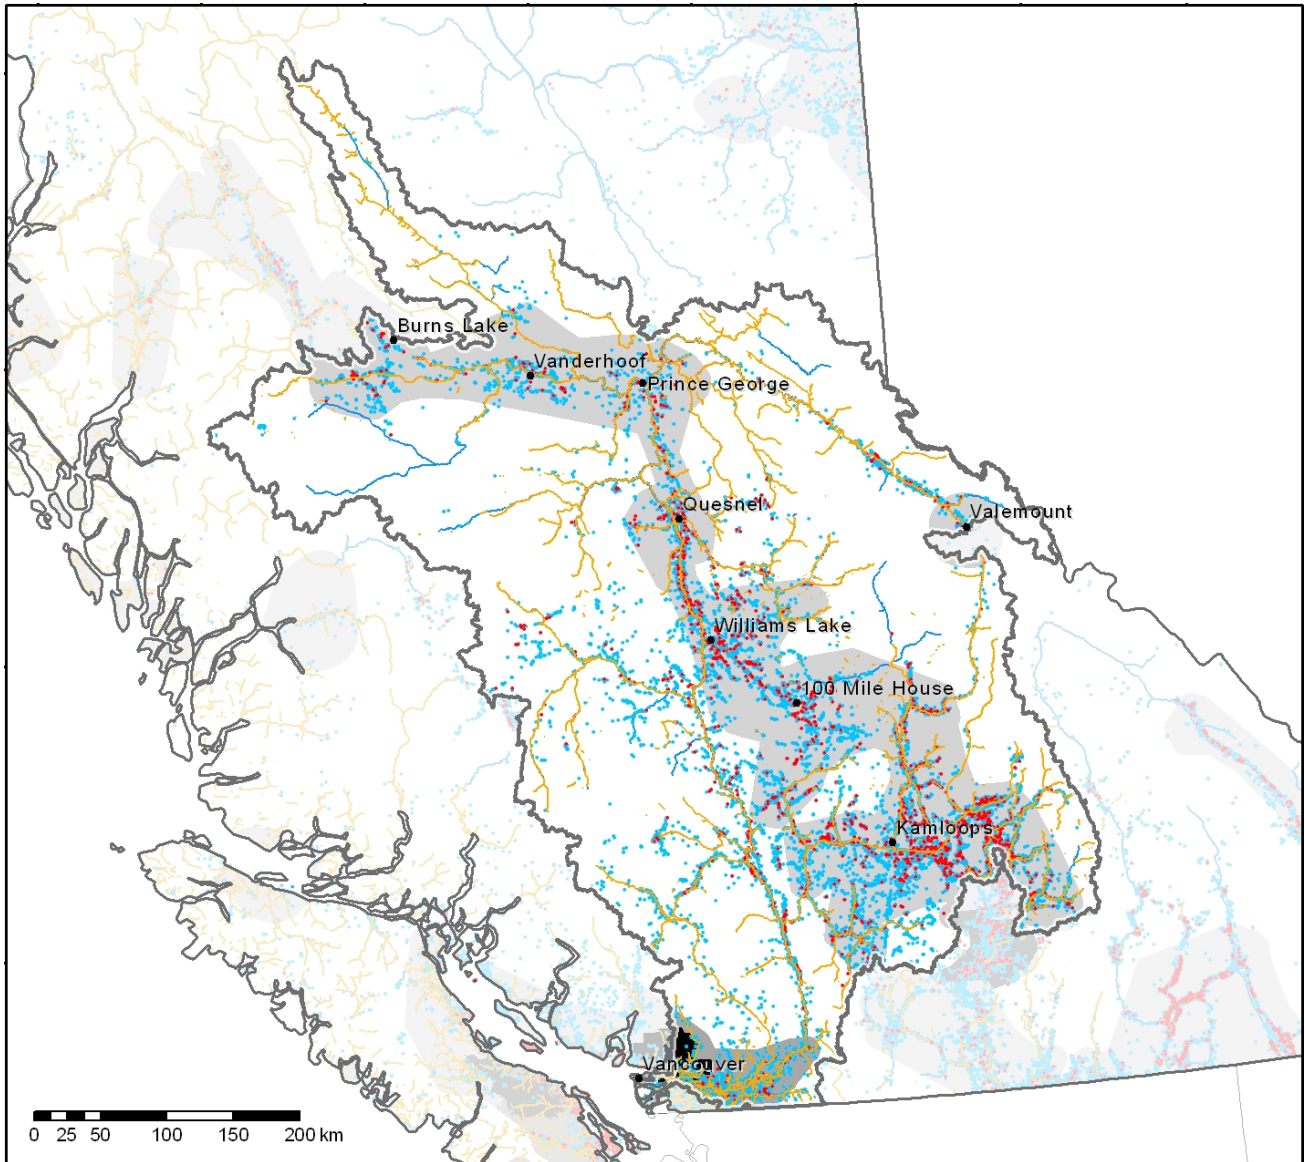 Burns Lake
Vanderhoof
Prince George
Quesnel
Valemount
Williams Lake
100 Mile House
Kamloops
Vancouver
0 25 50 100 150 200 km